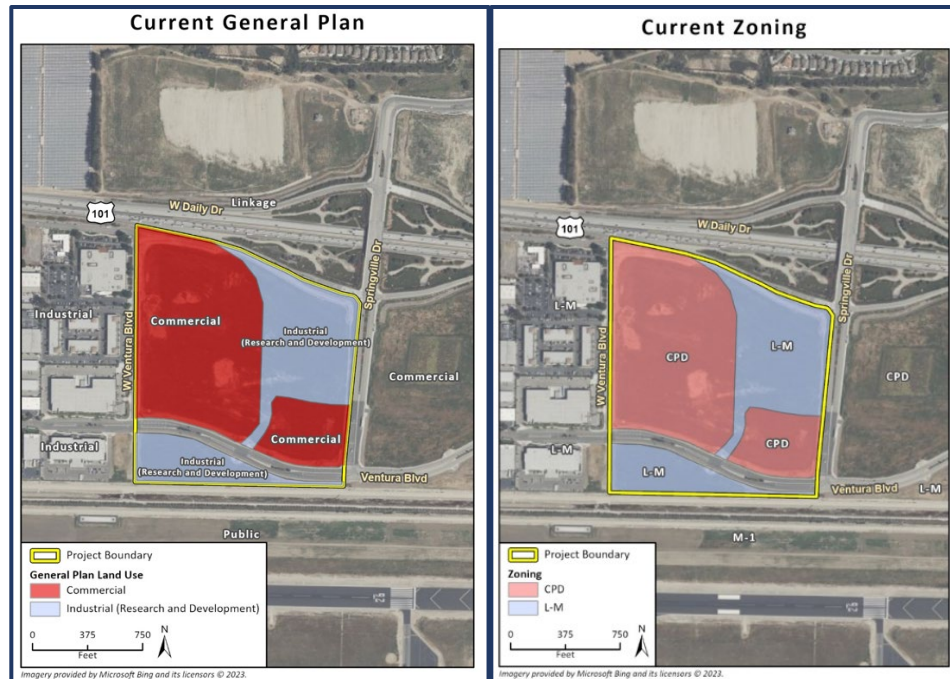 Current General Plan
101
W Daily Dr
Linkage
Springville Dr
Industrial
W Ventura Blvd
Commercial
Industrial
(Research and Development)
Commercial
Industrial
Commercial
Industrial
(Research and Development)
Ventura Blvd
Public
Project Boundary
General Plan Land Use
Commercial
Industrial (Research and Development)
0 375 750
Feet
N
Imagery provided by Microsoft Bing and its licensors © 2023.
Current Zoning
101
W Daily Dr
Springville Dr
L-M
W Ventura Blvd
CPD
L-M
CPD
L-M
CPD
L-M
Ventura Blvd
L-M
M-1
Project Boundary
Zoning
CPD
L-M
0 375 750
Feet
N
Imagery provided by Microsoft Bing and its licensors © 2023.